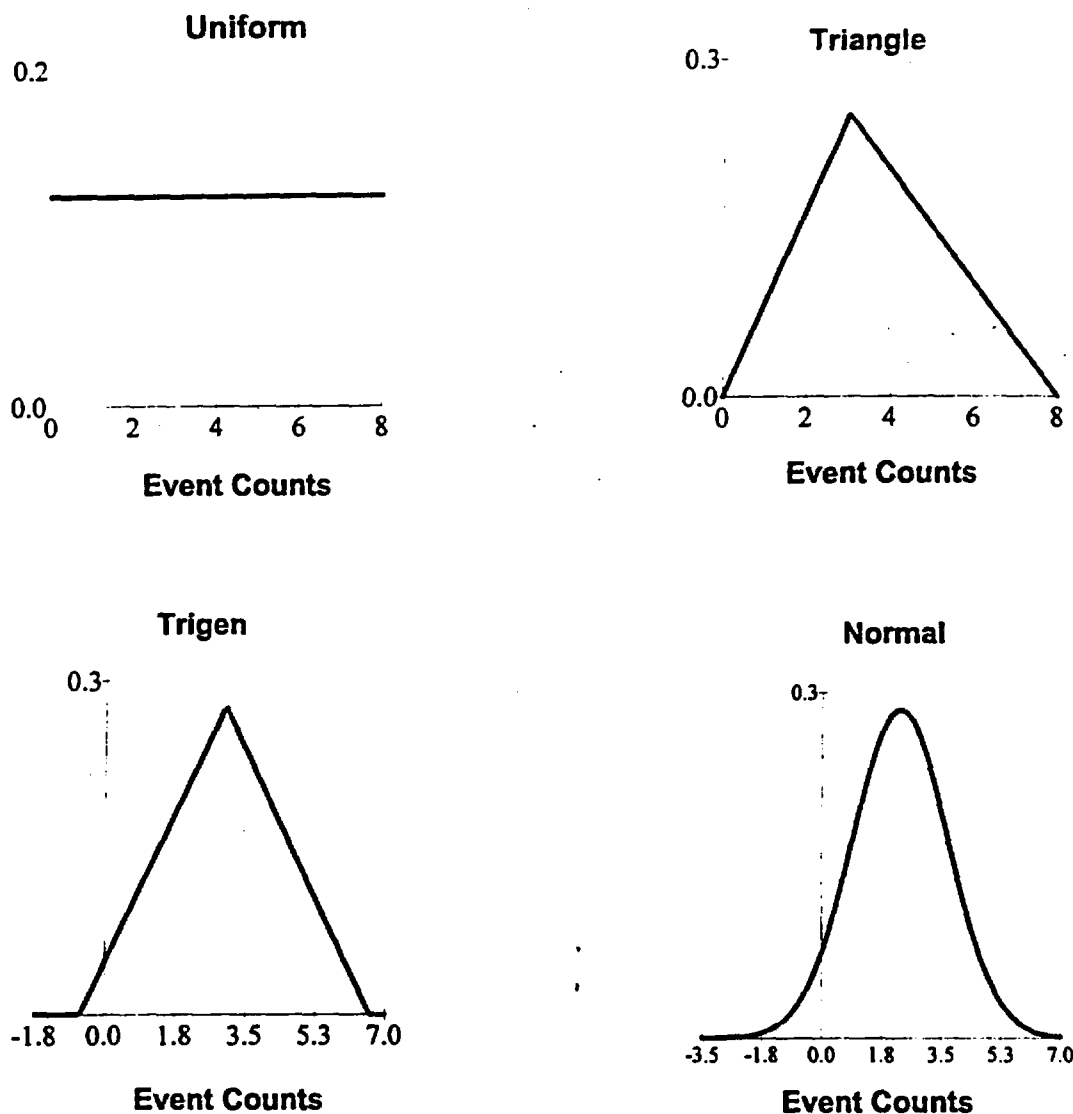 Uniform
0.2
0.0
0 2 4 6 8
Event Counts
Triangle
0.3
0.0
0 2 4 6 8
Event Counts
Trigen
0.3
-1.8 0.0 1.8 3.5 5.3 7.0
Event Counts
Normal
0.3
-3.5 -1.8 0.0 1.8 3.5 5.3 7.0
Event Counts